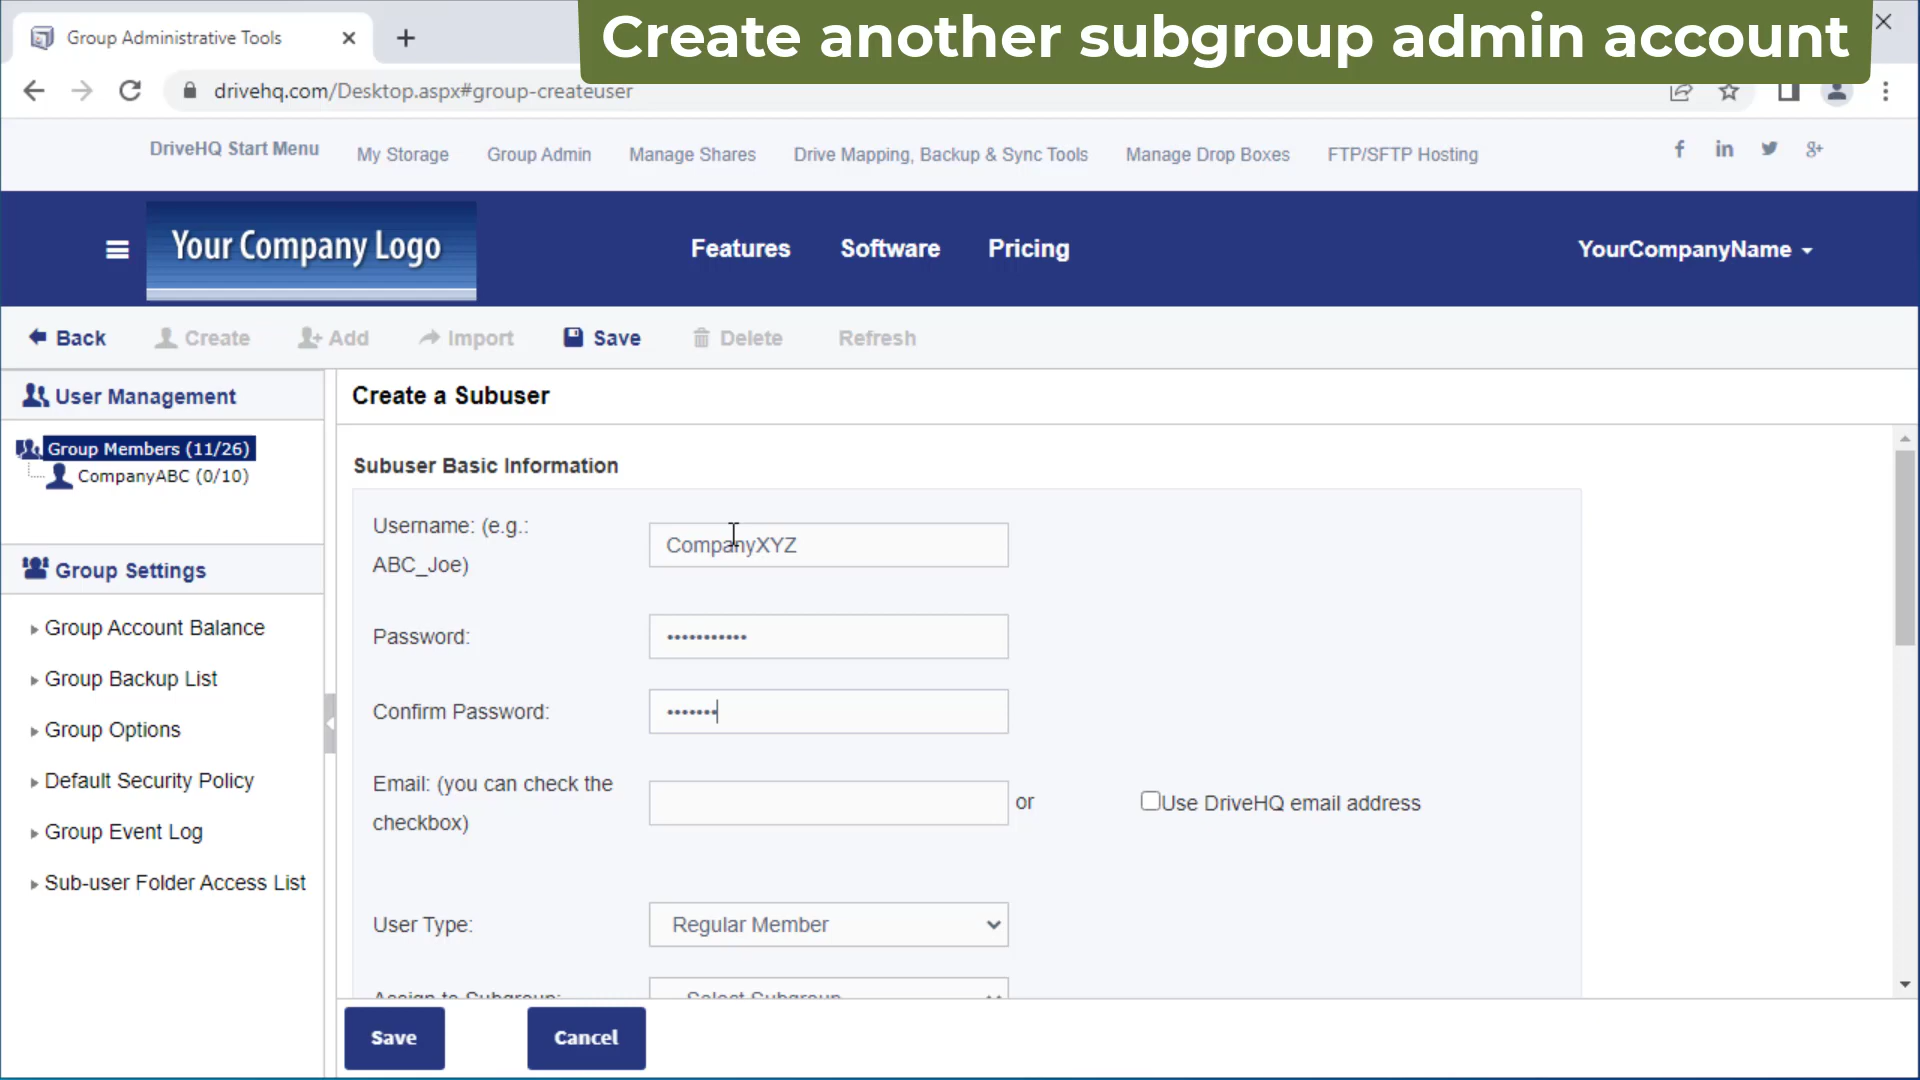 Group Administrative Tools
Create another subgroup admin account
drivehq.com/Desktop.aspx#group-createuser
DriveHQ Start Menu My Storage Group Admin Manage Shares Drive Mapping, Backup & Sync Tools Manage Drop Boxes FTP/SFTP Hosting
Your Company Logo
Features Software Pricing YourCompanyName
Back Create Add Import Save Delete Refresh
User Management
Group Members (11/26)
CompanyABC (0/10)
Group Settings
Group Account Balance
Group Backup List
Group Options
Default Security Policy
Group Event Log
Sub-user Folder Access List
Create a Subuser
Subuser Basic Information
Username: (e.g.:
ABC_Joe)
CompanyXYZ
Password:
Confirm Password:
Email: (you can check the
checkbox)
or
Use DriveHQ email address
User Type:
Regular Member
Assign to Subgroup:
Select Subgroup
Save Cancel